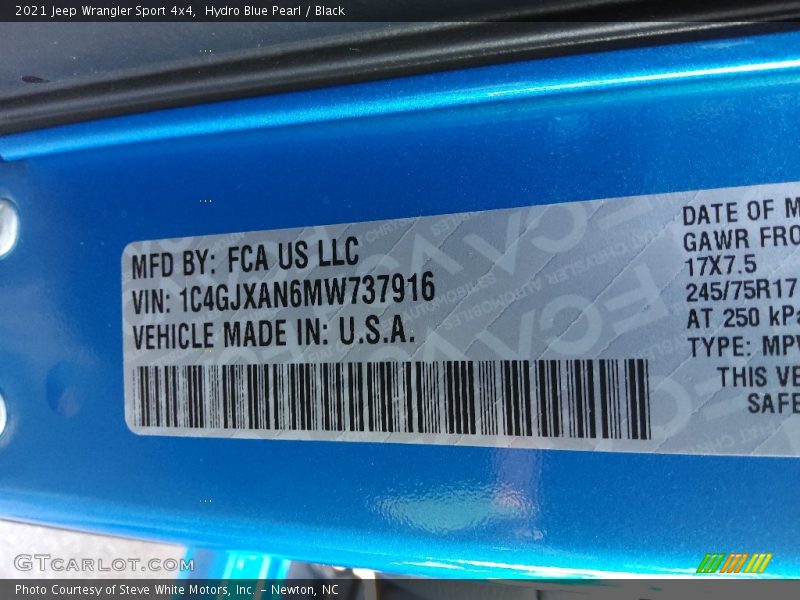 2021 Jeep Wrangler Sport 4x4,  Hydro Blue Pearl / Black
MFD BY: FCA US LLC
VIN: 1C4GJXAN6MW737916
VEHICLE MADE IN: U.S.A.
DATE OF M
GAWR FRO
17X7.5
245/75R17
AT 250 kPa
TYPE: MPV
THIS VE
SAFE
GTCARLOT.COM
Photo Courtesy of Steve White Motors, Inc. – Newton, NC